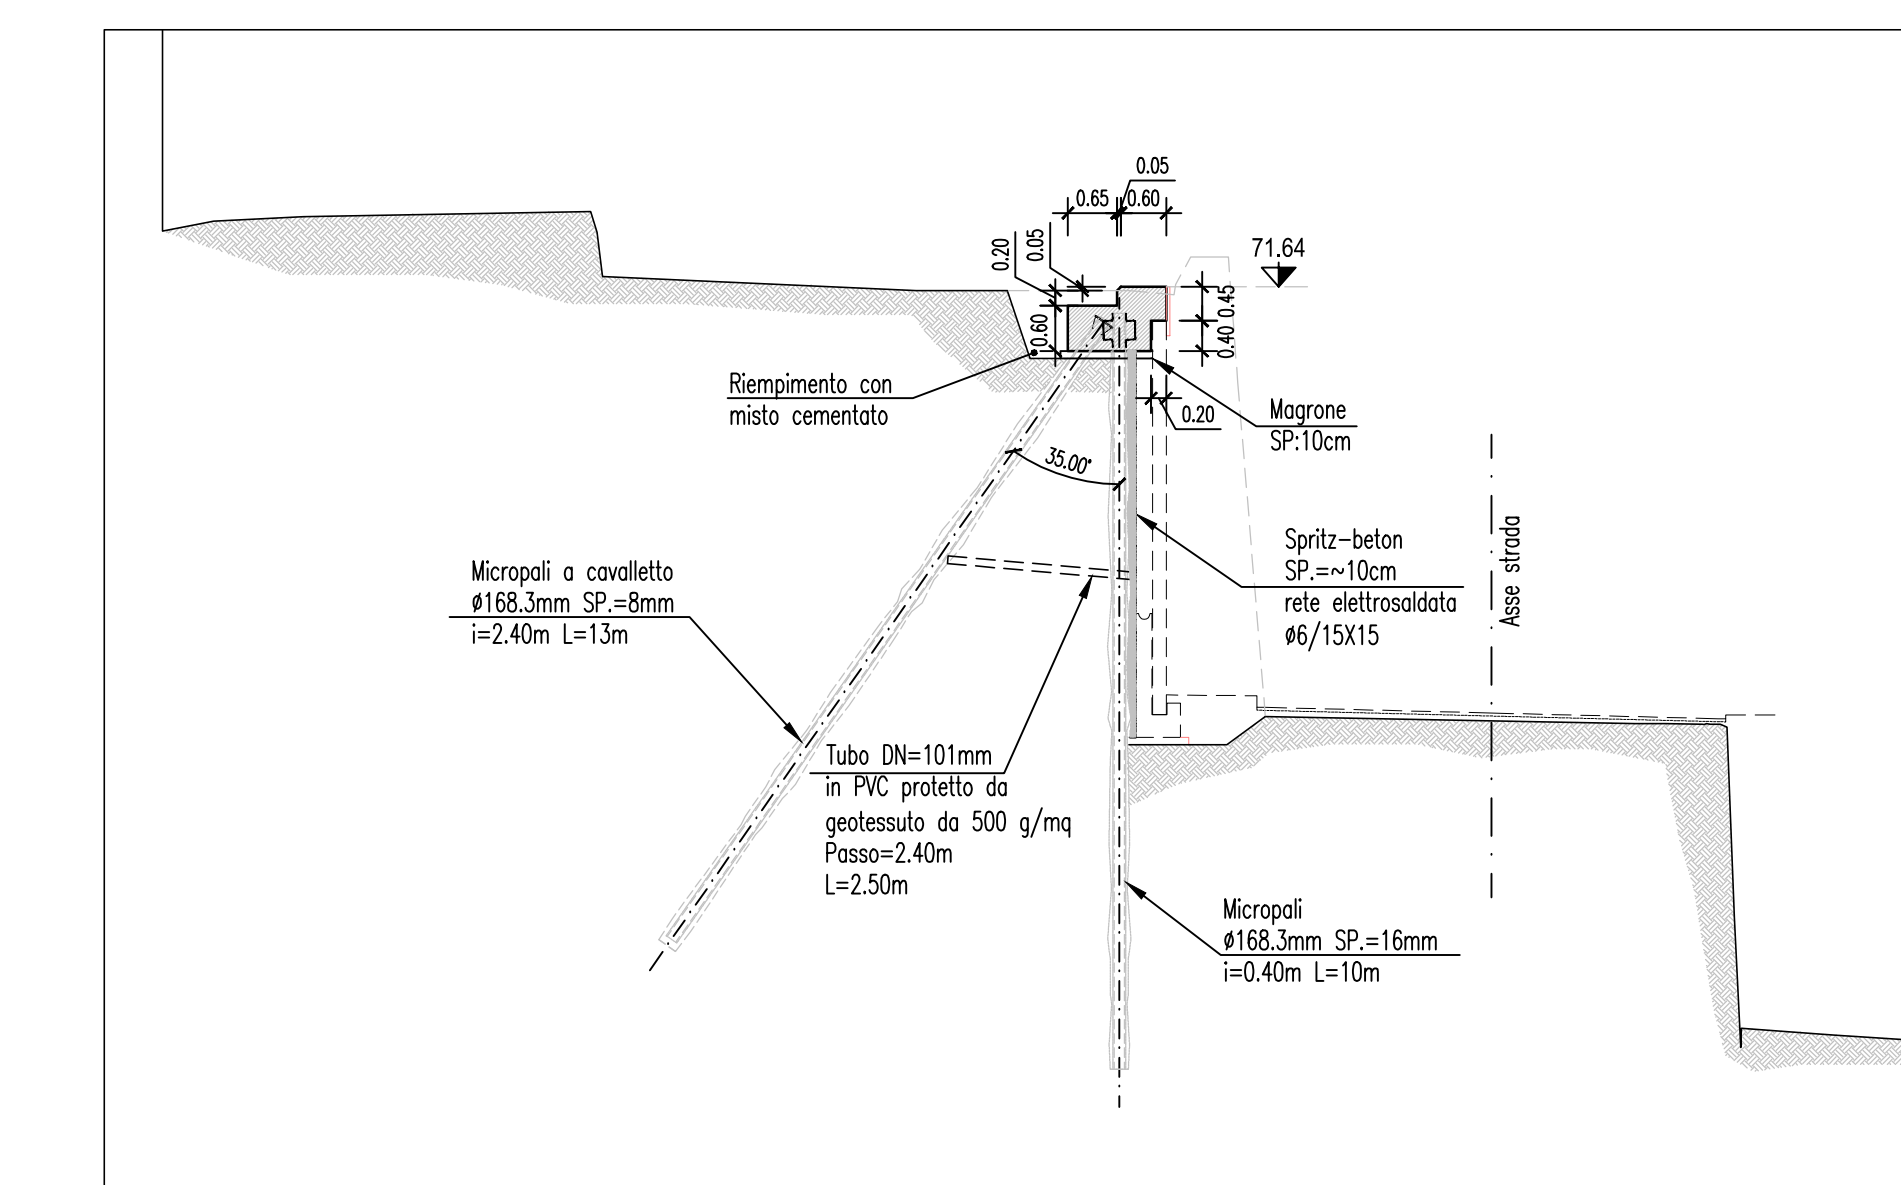 0.05
0.65
0.60
0.20
0.05
71.64
0.45
0.60
0.40
Riempimento con
misto cementato
0.20
Magrone
SP:10cm
35.00°
Spritz-beton
SP.=~10cm
rete elettrosaldata
ø6/15X15
Asse strada
Micropali a cavalletto
ø168.3mm SP.=8mm
i=2.40m L=13m
Tubo DN=101mm
in PVC protetto da
geotessuto da 500 g/mq
Passo=2.40m
L=2.50m
Micropali
ø168.3mm SP.=16mm
i=0.40m L=10m